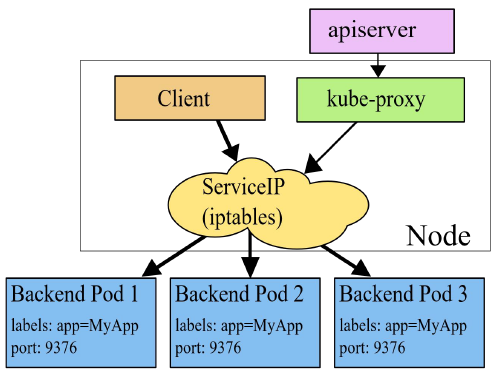 apiserver
Client
kube-proxy
ServiceIP
(iptables)
Node
Backend Pod 1
labels: app=MyApp
port: 9376
Backend Pod 2
labels: app=MyApp
port: 9376
Backend Pod 3
labels: app=MyApp
port: 9376